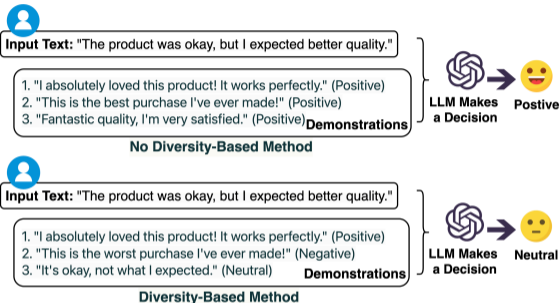 Input Text: "The product was okay, but I expected better quality."
1. "I absolutely loved this product! It works perfectly." (Positive)
2. "This is the best purchase I've ever made!" (Positive)
3. "Fantastic quality, I'm very satisfied." (Positive)
Demonstrations
No Diversity-Based Method
LLM Makes
a Decision
Postive
Input Text: "The product was okay, but I expected better quality."
1. "I absolutely loved this product! It works perfectly." (Positive)
2. "This is the worst purchase I've ever made!" (Negative)
3. "It's okay, not what I expected." (Neutral)
Demonstrations
Diversity-Based Method
LLM Makes
a Decision
Neutral